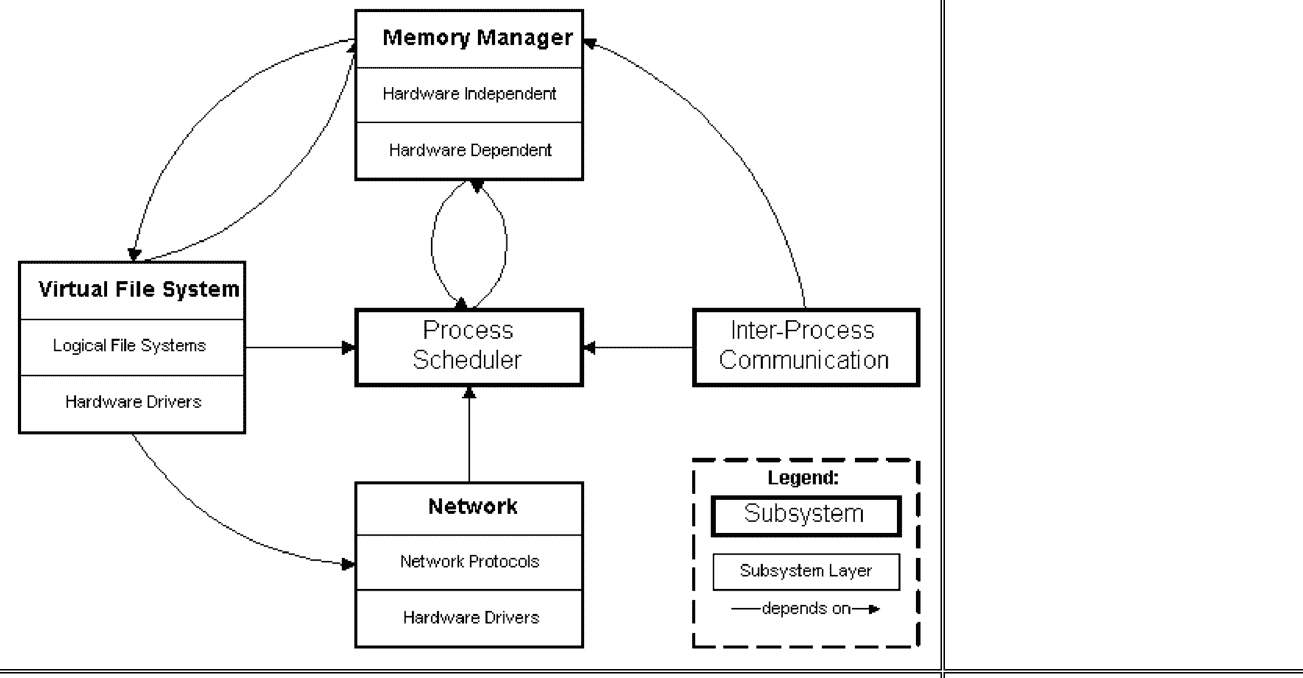 Memory Manager
Hardware Independent
Hardware Dependent
Virtual File System
Logical File Systems
Hardware Drivers
Process
Scheduler
Inter-Process
Communication
Network
Network Protocols
Hardware Drivers
Legend:
Subsystem
Subsystem Layer
depends on